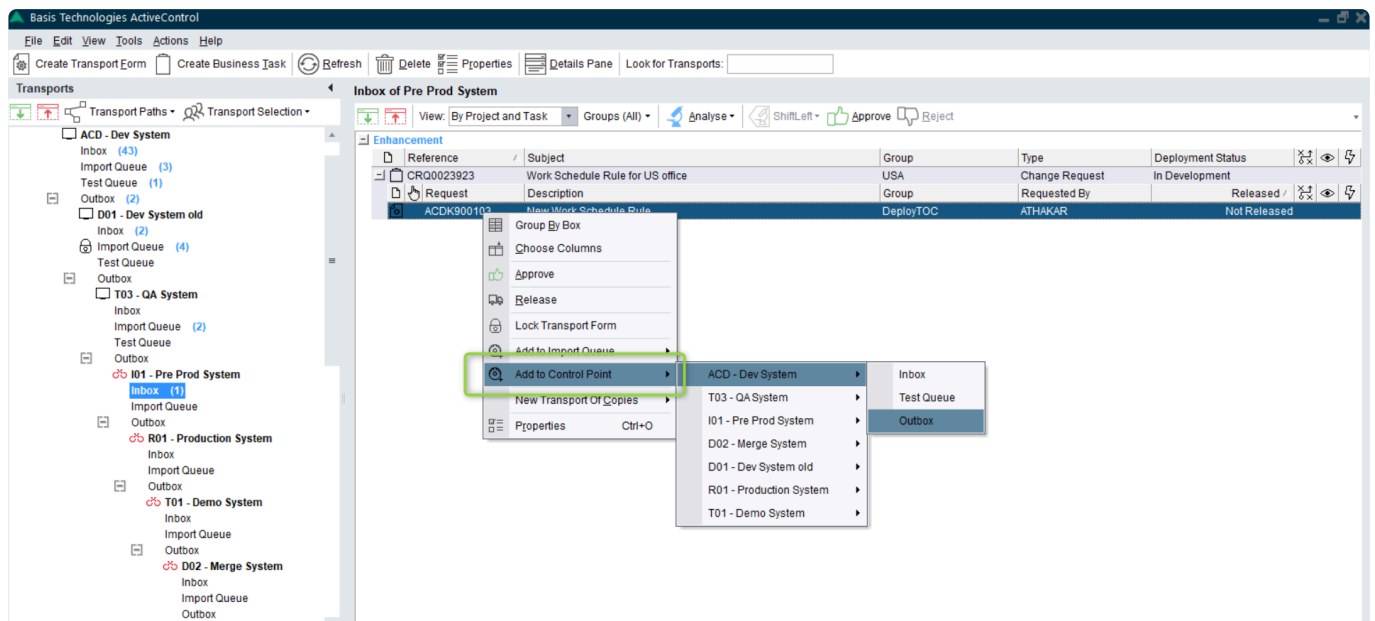 Basis Technologies ActiveControl
File Edit View Tools Actions Help
Create Transport Form Create Business Task Refresh Delete Properties Details Pane Look for Transports:
Transports
Transport Paths Transport Selection
ACD - Dev System
Inbox (43)
Import Queue (3)
Test Queue (1)
Outbox (2)
D01 - Dev System old
Inbox (2)
Import Queue (4)
Test Queue
Outbox
T03 - QA System
Inbox
Import Queue (2)
Test Queue
Outbox
I01 - Pre Prod System
Inbox (1)
Import Queue
Outbox
R01 - Production System
Inbox
Import Queue
Outbox
T01 - Demo System
Inbox
Import Queue
Outbox
D02 - Merge System
Inbox
Import Queue
Outbox
Inbox of Pre Prod System
View: By Project and Task Groups (All) Analyse ShiftLeft Approve Reject
Enhancement
Reference / Subject Group Type Deployment Status
CRQ0023923 Work Schedule Rule for US office USA Change Request In Development
Request Description Group Requested By Released /
ACDK900103 New Work Schedule Rule DeployTOC ATHAKAR Not Released
Group By Box
Choose Columns
Approve
Release
Lock Transport Form
Add to Import Queue
Add to Control Point
New Transport Of Copies
Properties Ctrl+O
ACD - Dev System
T03 - QA System
I01 - Pre Prod System
D02 - Merge System
D01 - Dev System old
R01 - Production System
T01 - Demo System
Inbox
Test Queue
Outbox